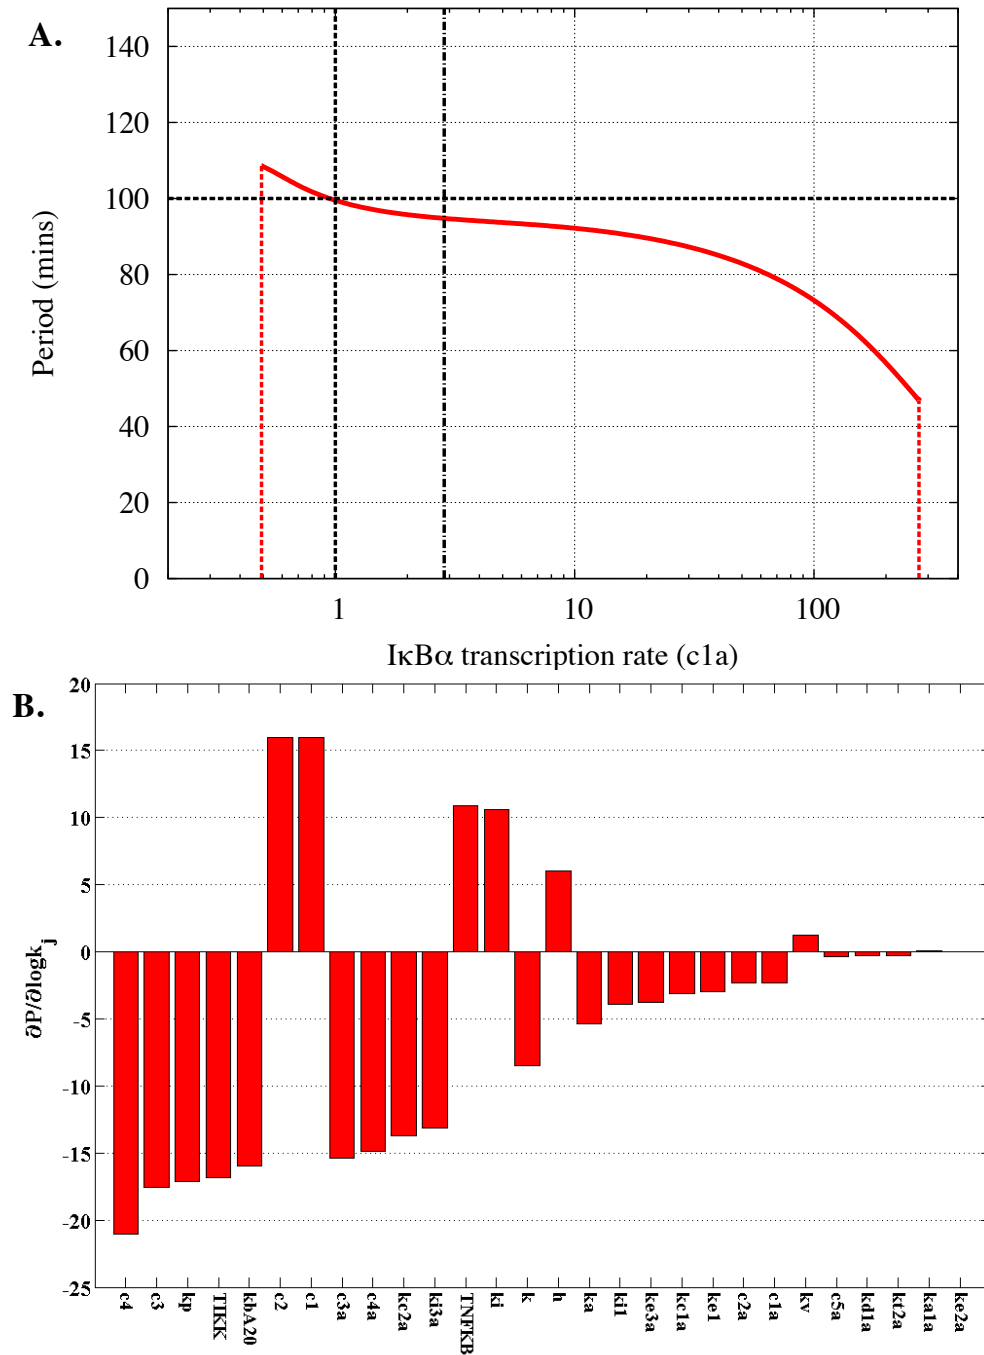 A.
140
120
100
80
60
40
20
0
Period (mins)
1 10 100
IκBα transcription rate (c1a)
B.
20
15
10
5
0
-5
-10
-15
-20
-25
∂P/∂logk_j
c4 c3 kp TIKK kbA20 c2 c1 c3a c4a kc2a ki3a TNFKB ki k h ka ki1 ke3a kc1a ke1 c2a c1a kv c5a kd1a kt2a ka1a ke2a